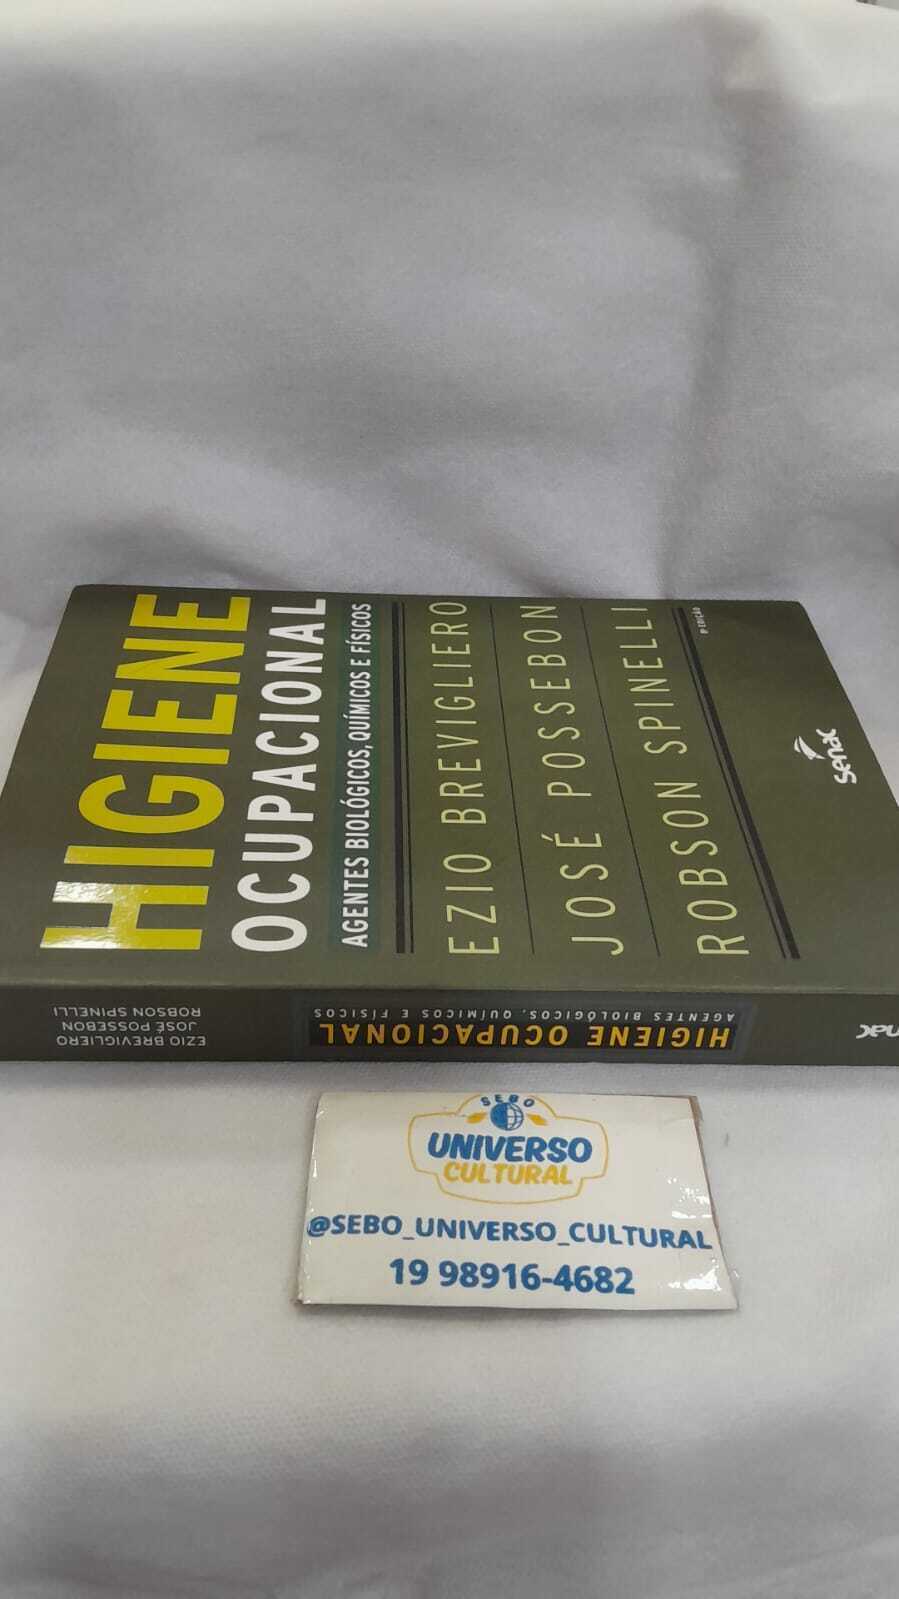 HIGIENE
OCUPACIONAL
AGENTES BIOLÓGICOS, QUÍMICOS E FÍSICOS
EZIO BREVIGLIERO
JOSÉ POSSEBON
ROBSON SPINELLI
EDIÇÃO
senac
EZIO BREVIGLIERO
JOSÉ POSSEBON
ROBSON SPINELLI
HIGIENE OCUPACIONAL
AGENTES BIOLÓGICOS, QUÍMICOS E FÍSICOS
SEBO
UNIVERSO
CULTURAL
@SEBO_UNIVERSO_CULTURAL
19 98916-4682